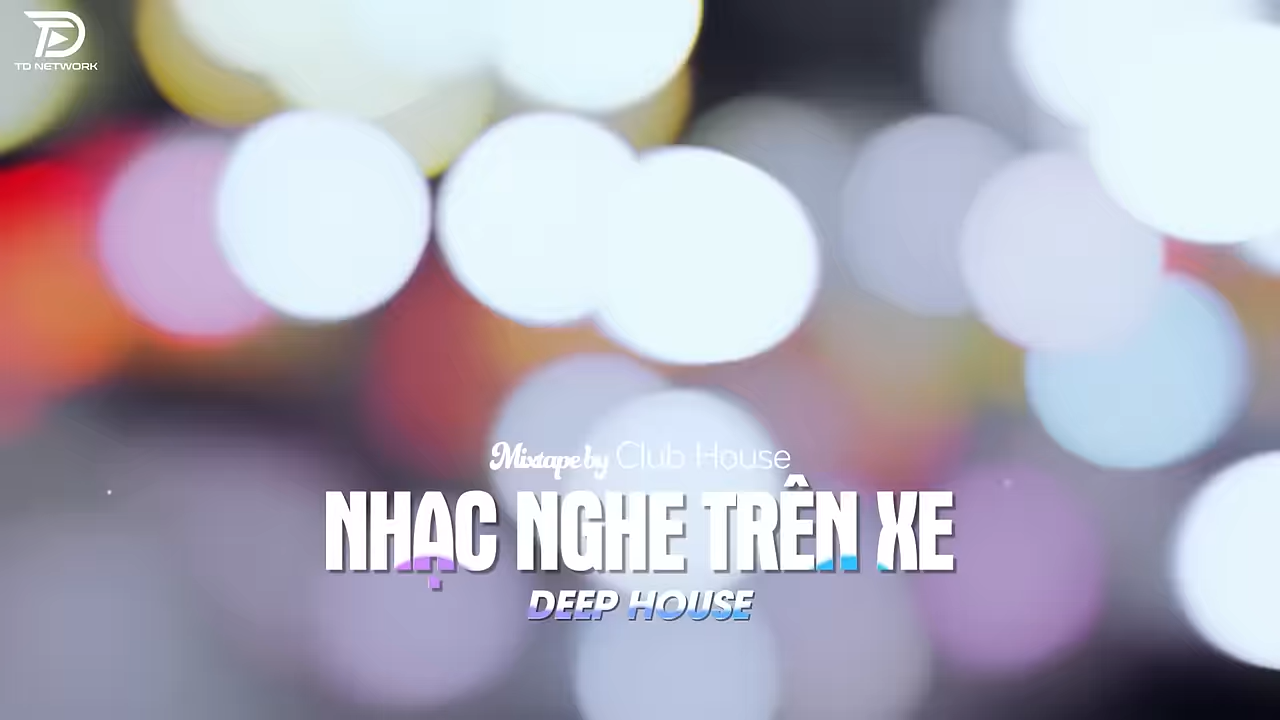 TD NETWORK
Mixtape by Club House
NHẠC NGHE TRÊN XE
DEEP HOUSE